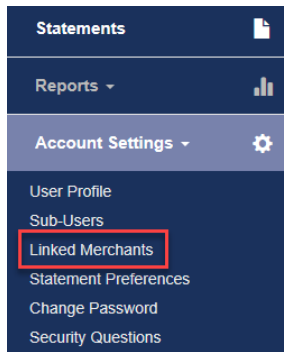 Statements
Reports
Account Settings
User Profile
Sub-Users
Linked Merchants
Statement Preferences
Change Password
Security Questions